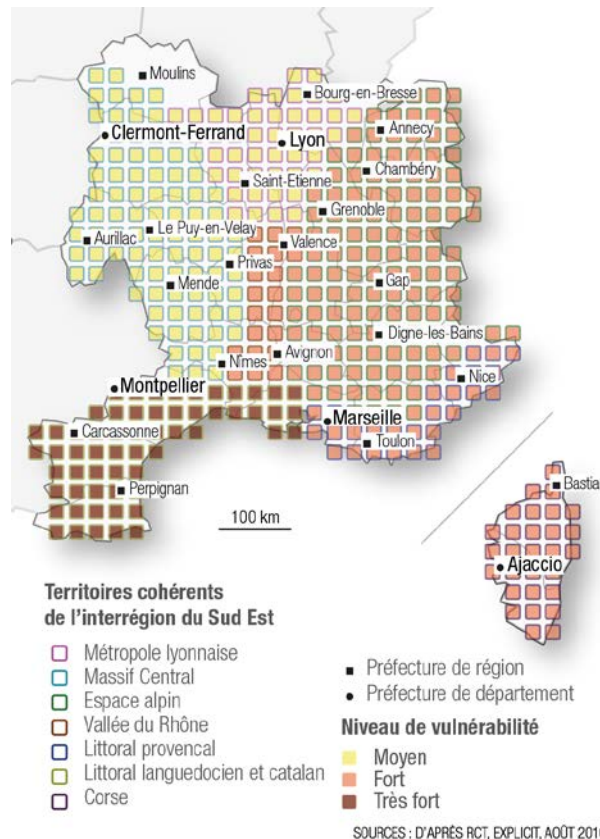 Moulins
Bourg-en-Bresse
Clermont-Ferrand
Lyon
Annecy
Chambéry
Saint-Etienne
Grenoble
Le Puy-en-Velay
Aurillac
Valence
Privas
Mende
Gap
Digne-les-Bains
Avignon
Nîmes
Nice
Montpellier
Marseille
Toulon
Carcassonne
Perpignan
100 km
Bastia
Ajaccio
Territoires cohérents
de l'interrégion du Sud Est
Métropole lyonnaise
Massif Central
Espace alpin
Vallée du Rhône
Littoral provencal
Littoral languedocien et catalan
Corse
Préfecture de région
Préfecture de département
Niveau de vulnérabilité
Moyen
Fort
Très fort
SOURCES : D'APRÈS RCT, EXPLICIT, AOÛT 2010